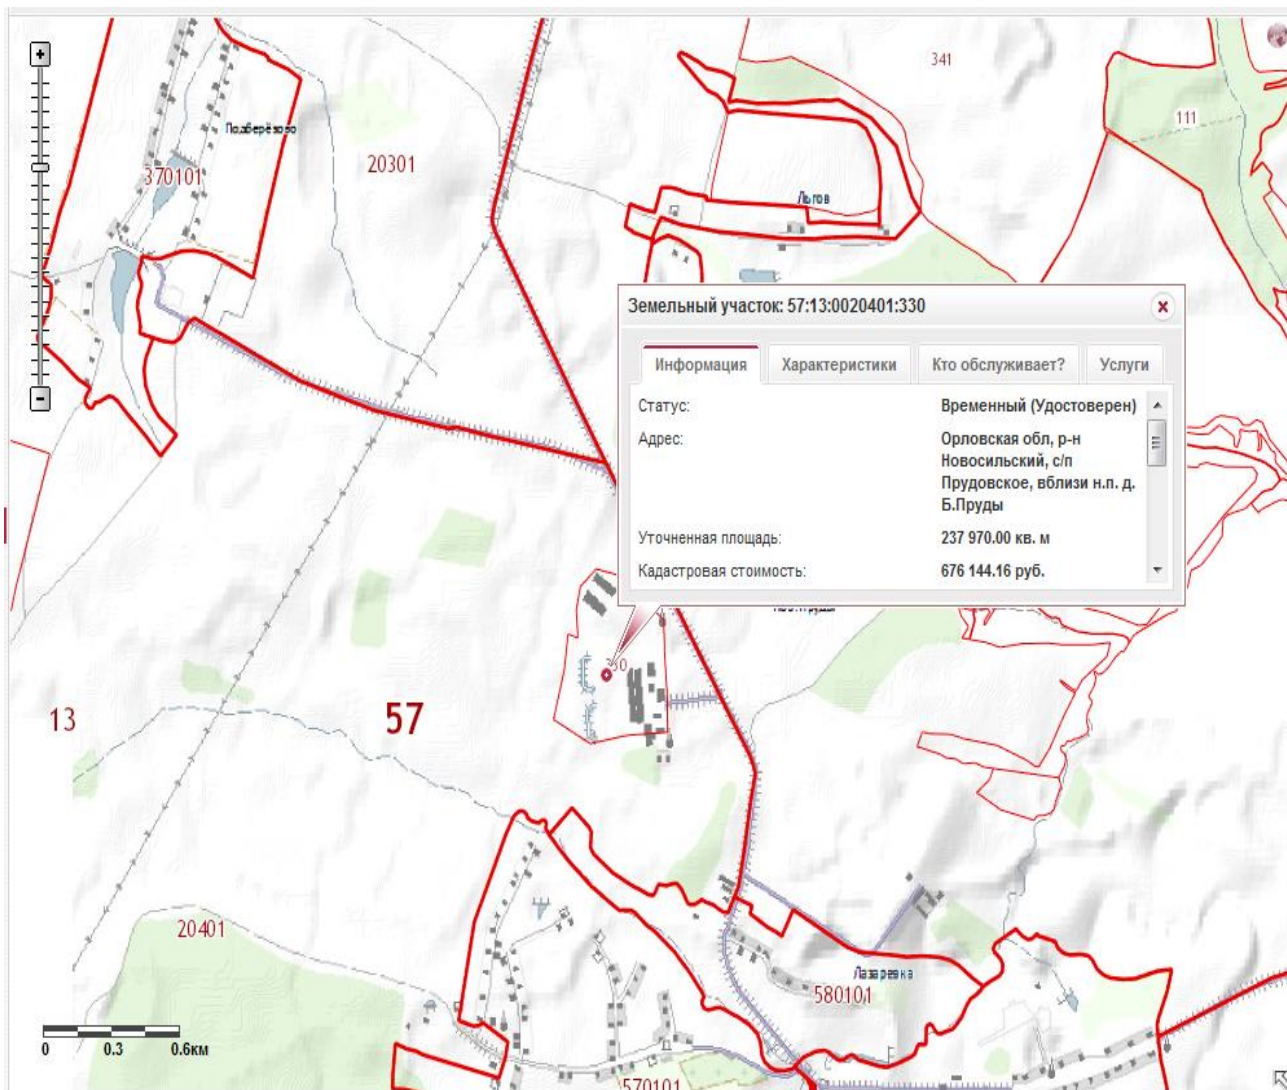 +
341
111
Подберёзово
20301
370101
Льгов
Земельный участок: 57:13:0020401:330
Информация Характеристики Кто обслуживает? Услуги
Статус: Временный (Удостоверен)
Адрес: Орловская обл, р-н
Новосильский, с/п
Прудовское, вблизи н.п. д.
Б.Пруды
Уточненная площадь: 237 970.00 кв. м
Кадастровая стоимость: 676 144.16 руб.
-
13
57
20401
Лазаревка
580101
0 0.3 0.6км
570101